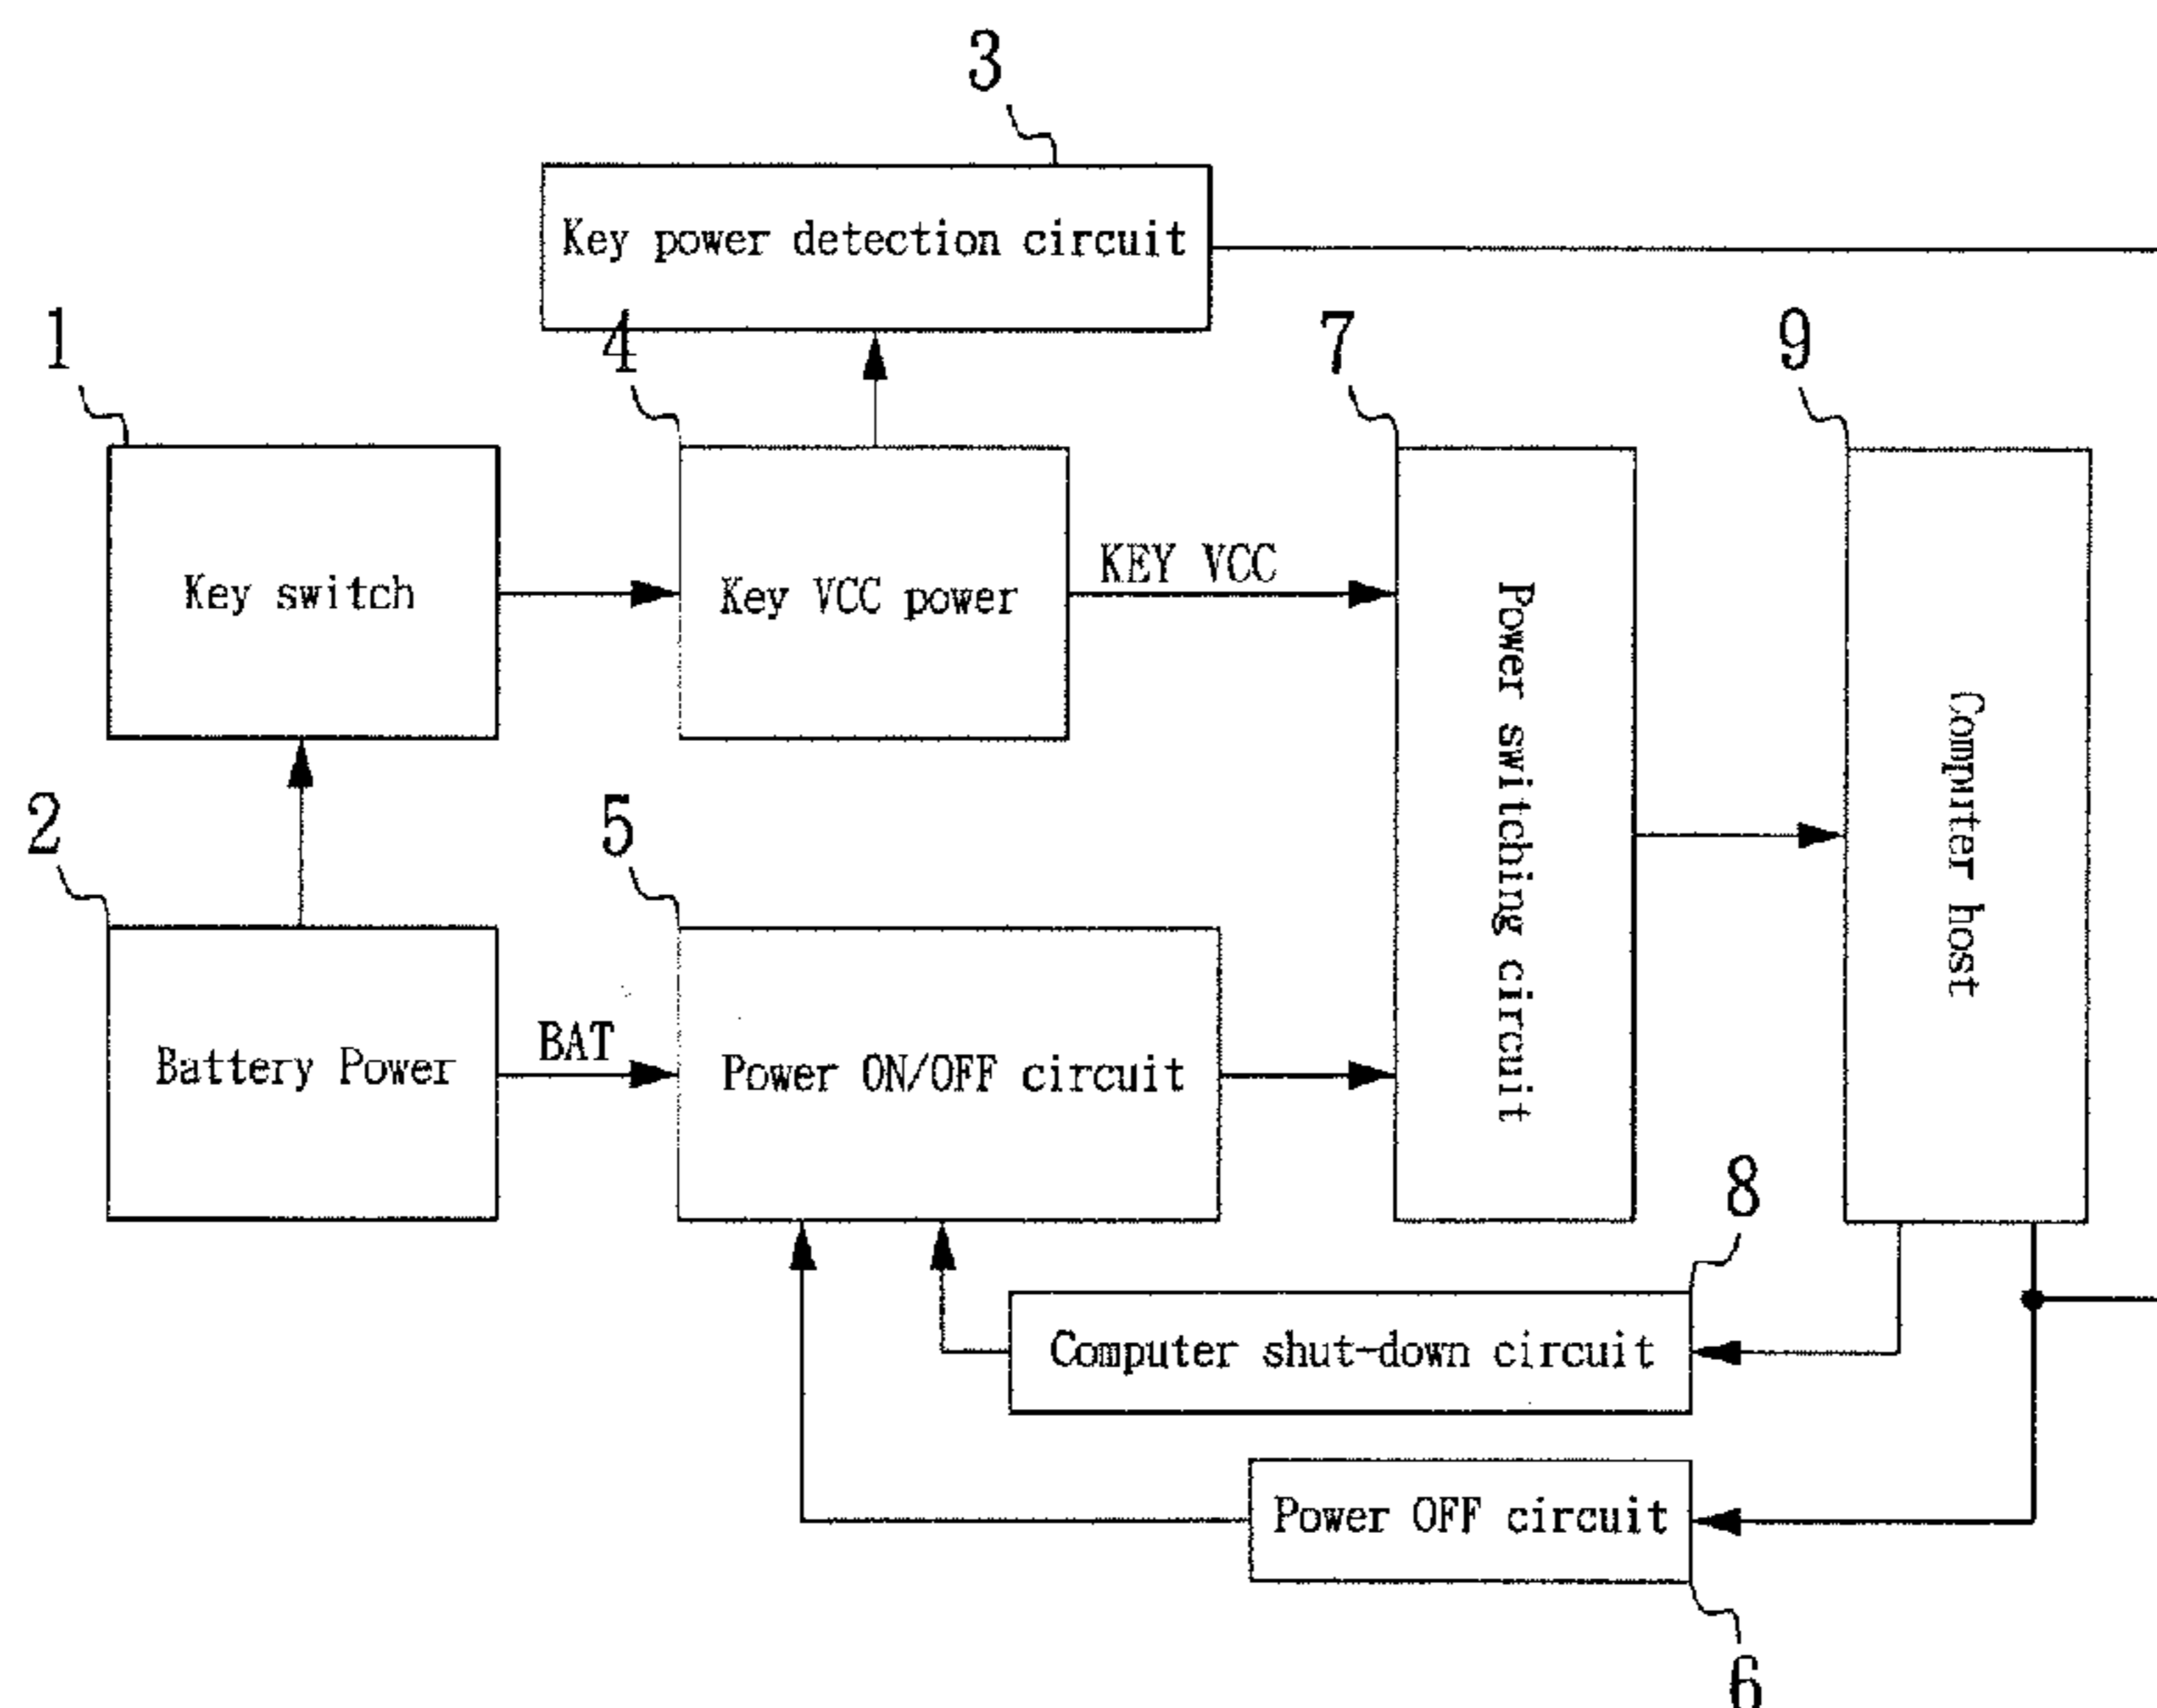 3
Key power detection circuit
1
4
7
9
Key switch
Key VCC power
KEY VCC
Power switching circuit
Computer host
2
5
Battery Power
BAT
Power ON/OFF circuit
8
Computer shut-down circuit
Power OFF circuit
6